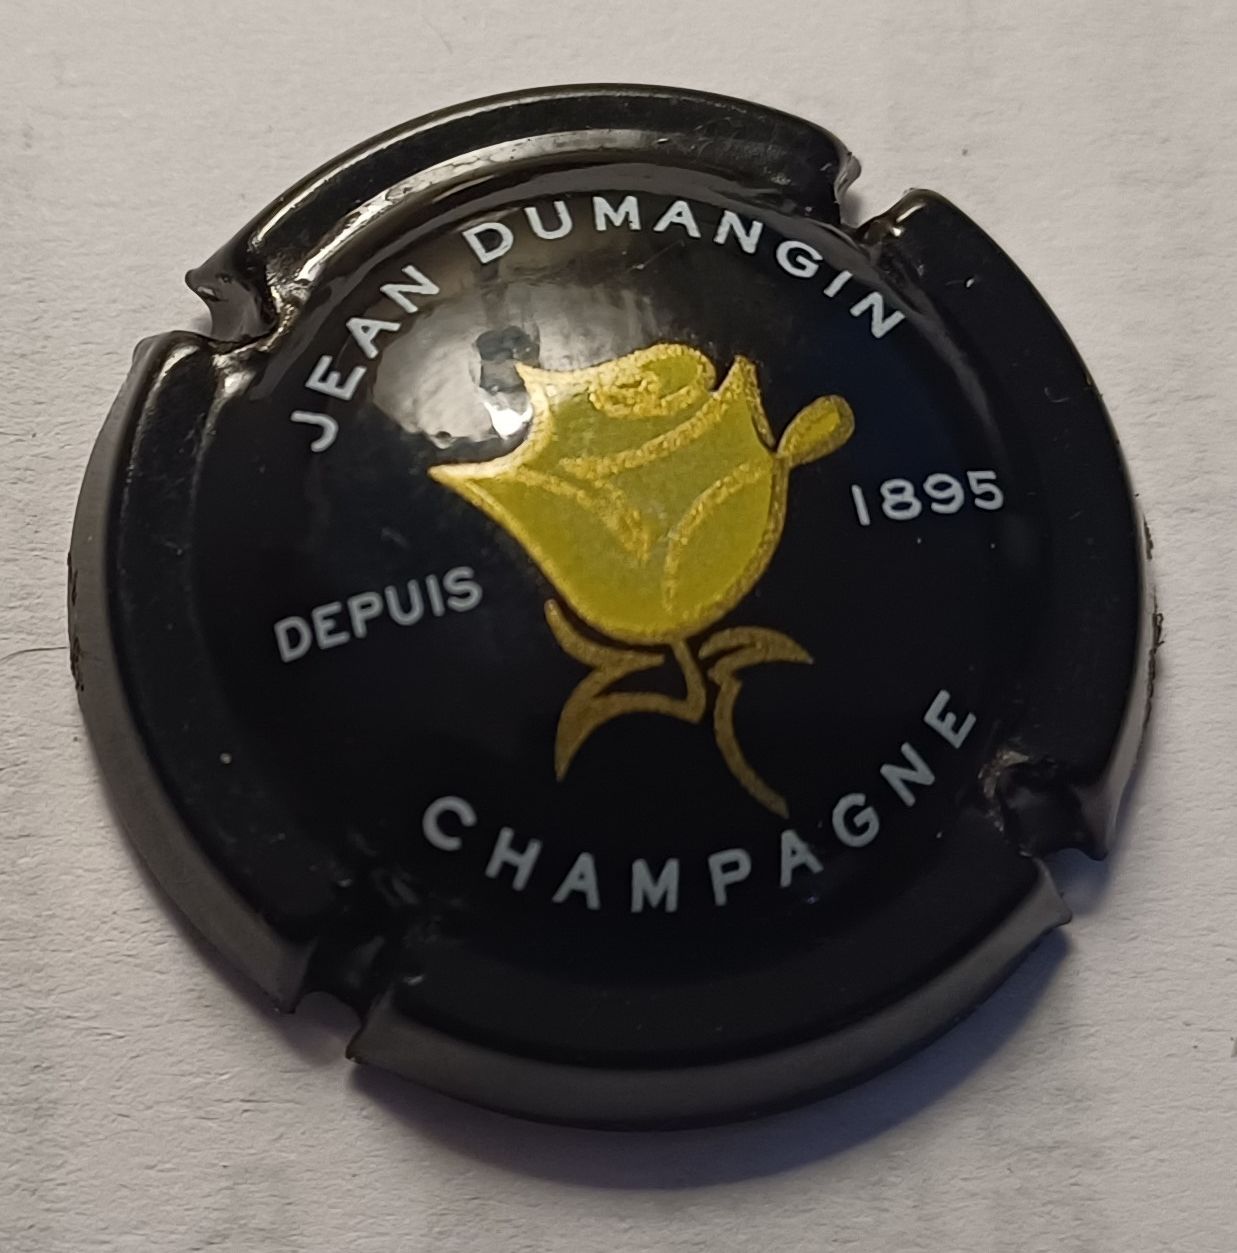 JEAN DUMANGIN
DEPUIS 1895
CHAMPAGNE